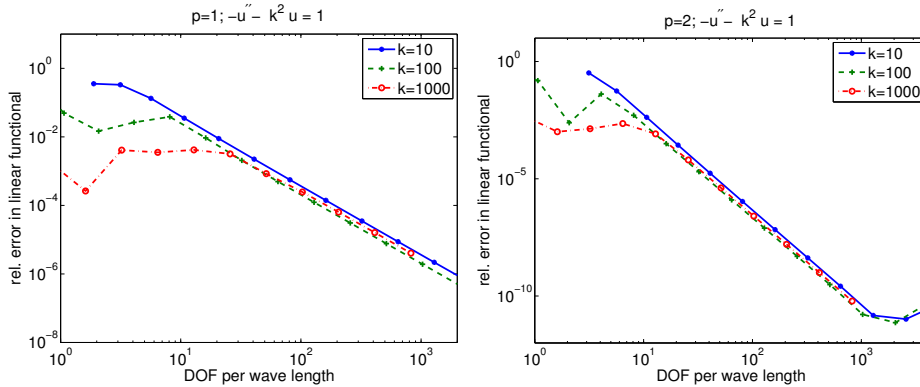 p=1; −u′′ − k² u = 1
rel. error in linear functional
10⁰
10⁻²
10⁻⁴
10⁻⁶
10⁻⁸
k=10
k=100
k=1000
10⁰ 10¹ 10² 10³
DOF per wave length
p=2; −u′′ − k² u = 1
rel. error in linear functional
10⁰
10⁻⁵
10⁻¹⁰
k=10
k=100
k=1000
10⁰ 10¹ 10² 10³
DOF per wave length